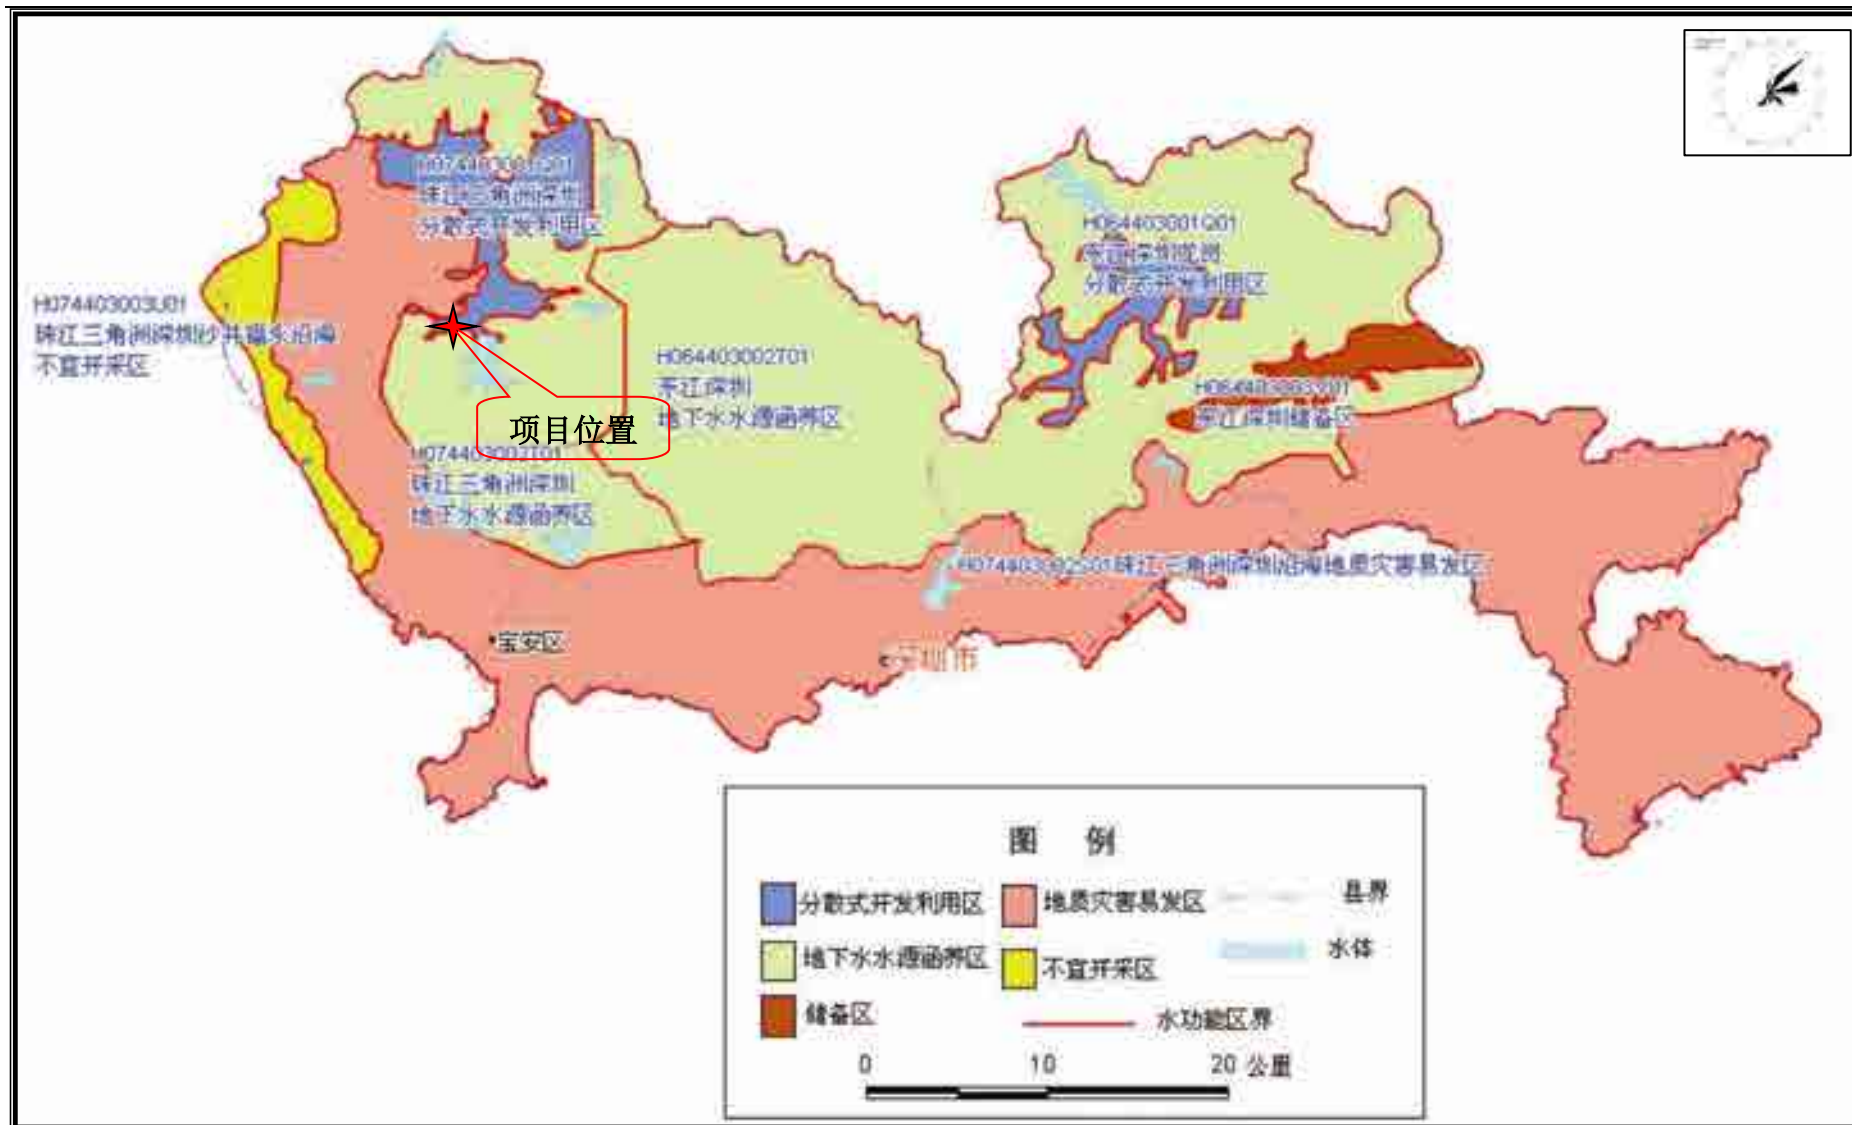 H074403001Q01
珠江三角洲深圳
分散式开发利用区
H064403001Q01
东江深圳龙岗
分散式开发利用区
H074403003U01
珠江三角洲深圳沙井福永沿海
不宜开采区
H064403002T01
东江深圳
地下水水源涵养区
H064403003V01
东江深圳储备区
项目位置
H074403002T01
珠江三角洲深圳
地下水水源涵养区
H074403002S01珠江三角洲深圳沿海地质灾害易发区
宝安区
深圳市
图 例
分散式开发利用区
地质灾害易发区
县界
地下水水源涵养区
不宜开采区
水体
储备区
水功能区界
0 10 20 公里